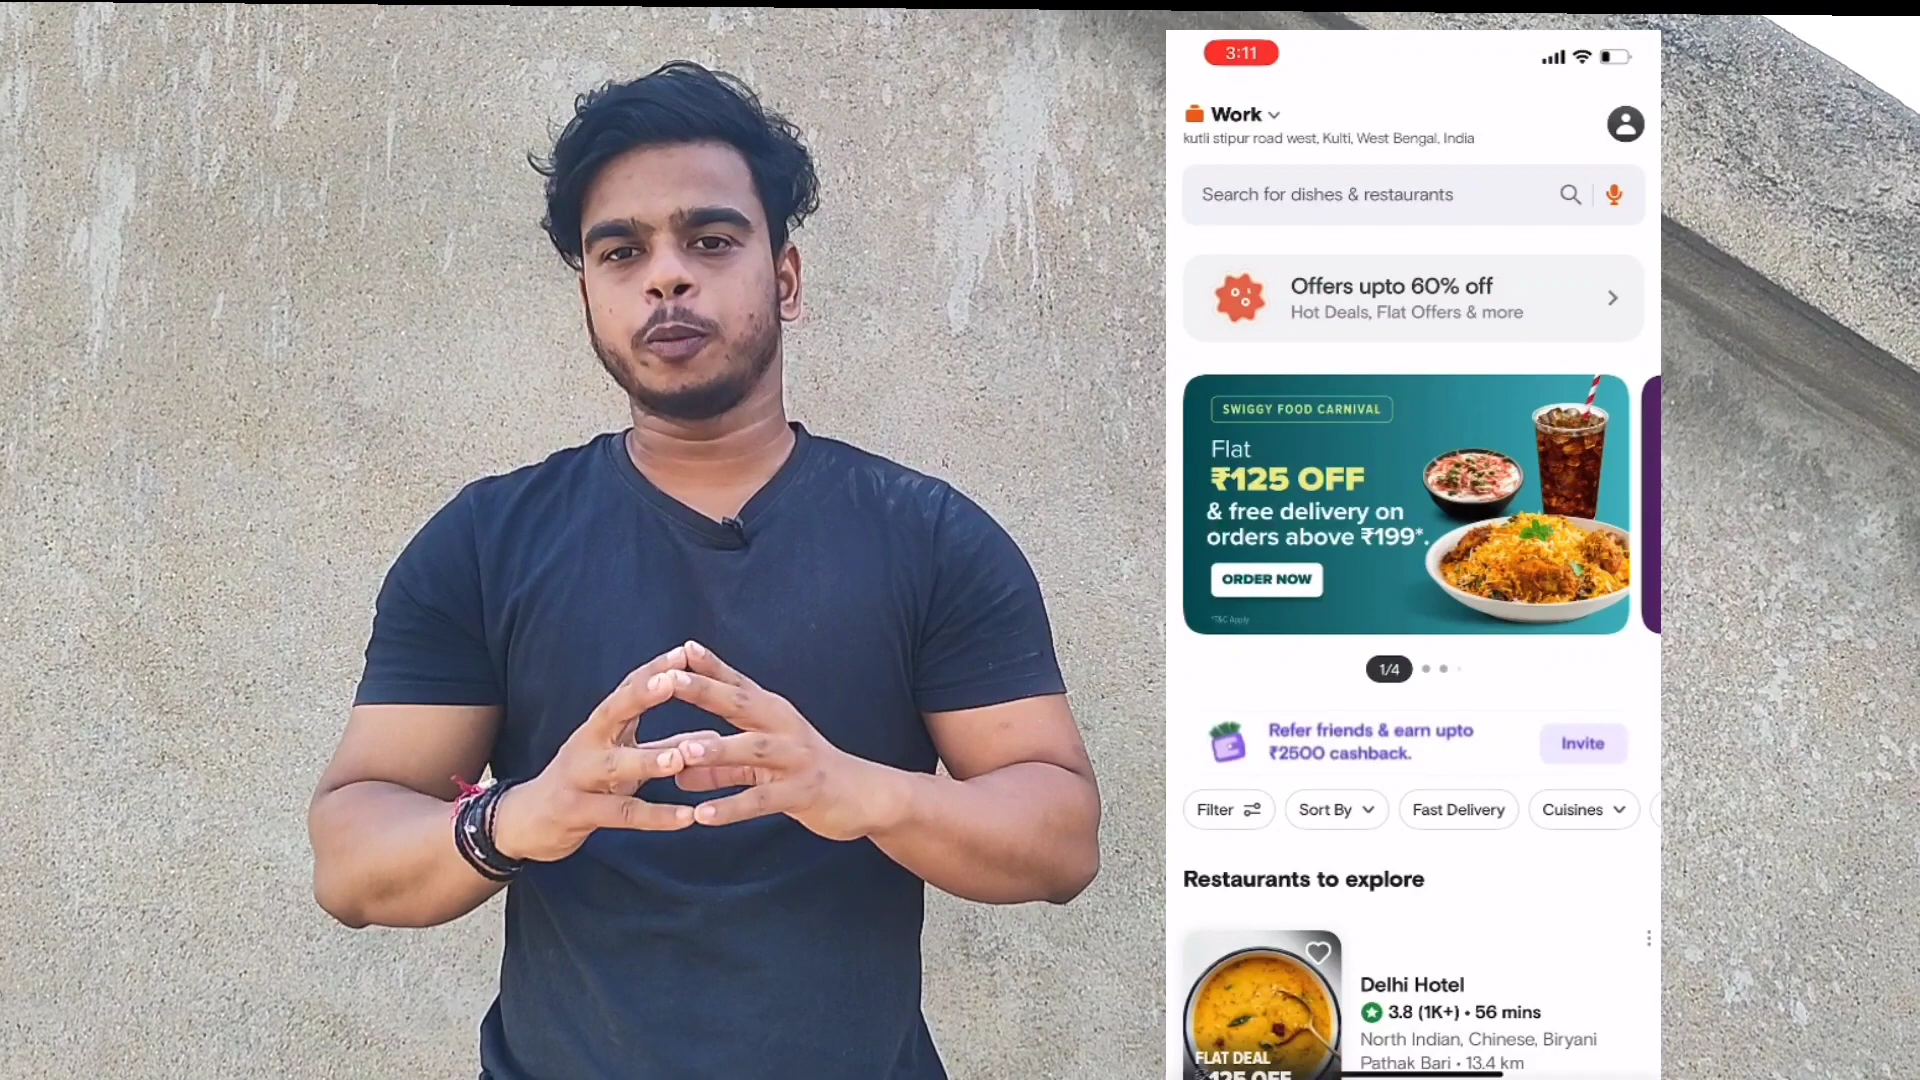 3:11
Work
kutli stipur road west, Kulti, West Bengal, India
Search for dishes & restaurants
Offers upto 60% off
Hot Deals, Flat Offers & more
SWIGGY FOOD CARNIVAL
Flat
₹125 OFF
& free delivery on
orders above ₹199*.
ORDER NOW
*T&C Apply
1/4
Refer friends & earn upto
₹2500 cashback.
Invite
Filter
Sort By
Fast Delivery
Cuisines
Restaurants to explore
Delhi Hotel
3.8 (1K+) • 56 mins
North Indian, Chinese, Biryani
Pathak Bari • 13.4 km
FLAT DEAL
₹125 OFF